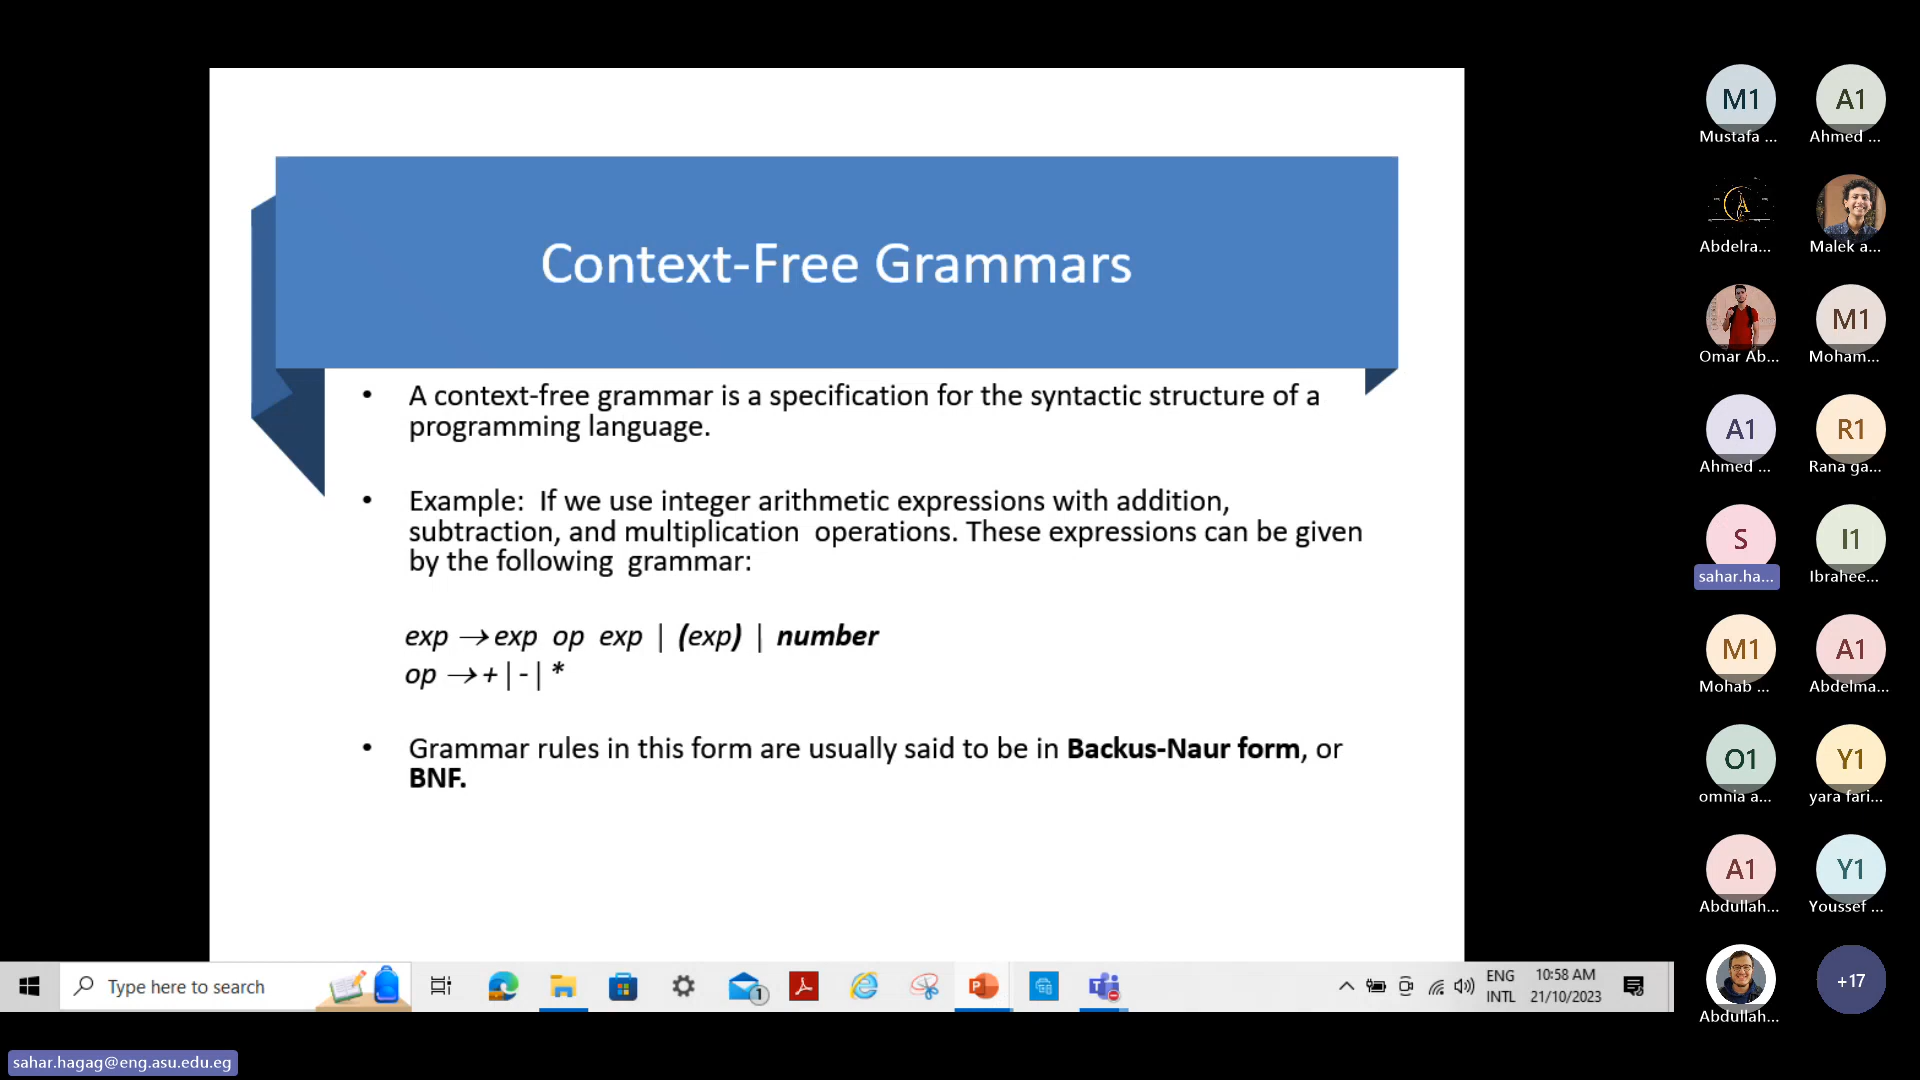 Context-Free Grammars
• A context-free grammar is a specification for the syntactic structure of a
programming language.
• Example: If we use integer arithmetic expressions with addition,
subtraction, and multiplication operations. These expressions can be given
by the following grammar:
exp → exp op exp | (exp) | number
op → + | - | *
• Grammar rules in this form are usually said to be in Backus-Naur form, or
BNF.
M1 A1
Mustafa ... Ahmed ...
A
Abdelra... Malek a...
M1
Omar Ab... Moham...
A1 R1
Ahmed ... Rana ga...
S I1
sahar.ha... Ibrahee...
M1 A1
Mohab ... Abdelma...
O1 Y1
omnia a... yara fari...
A1 Y1
Abdullah... Youssef ...
+17
Abdullah...
Type here to search
1
ENG
INTL
10:58 AM
21/10/2023
sahar.hagag@eng.asu.edu.eg